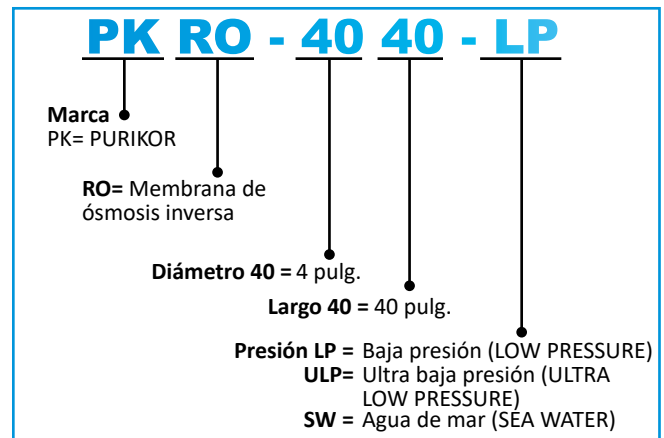 PK RO - 40 40 - LP
Marca
PK= PURIKOR
RO= Membrana de
ósmosis inversa
Diámetro 40 = 4 pulg.
Largo 40 = 40 pulg.
Presión LP = Baja presión (LOW PRESSURE)
ULP= Ultra baja presión (ULTRA
LOW PRESSURE)
SW = Agua de mar (SEA WATER)